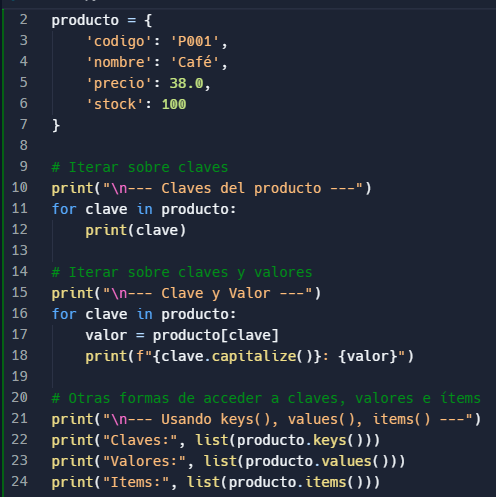 2 producto = {
3     'codigo': 'P001',
4     'nombre': 'Café',
5     'precio': 38.0,
6     'stock': 100
7 }
8
9 # Iterar sobre claves
10 print("\n--- Claves del producto ---")
11 for clave in producto:
12     print(clave)
13
14 # Iterar sobre claves y valores
15 print("\n--- Clave y Valor ---")
16 for clave in producto:
17     valor = producto[clave]
18     print(f"{clave.capitalize()}: {valor}")
19
20 # Otras formas de acceder a claves, valores e ítems
21 print("\n--- Usando keys(), values(), items() ---")
22 print("Claves:", list(producto.keys()))
23 print("Valores:", list(producto.values()))
24 print("Items:", list(producto.items()))